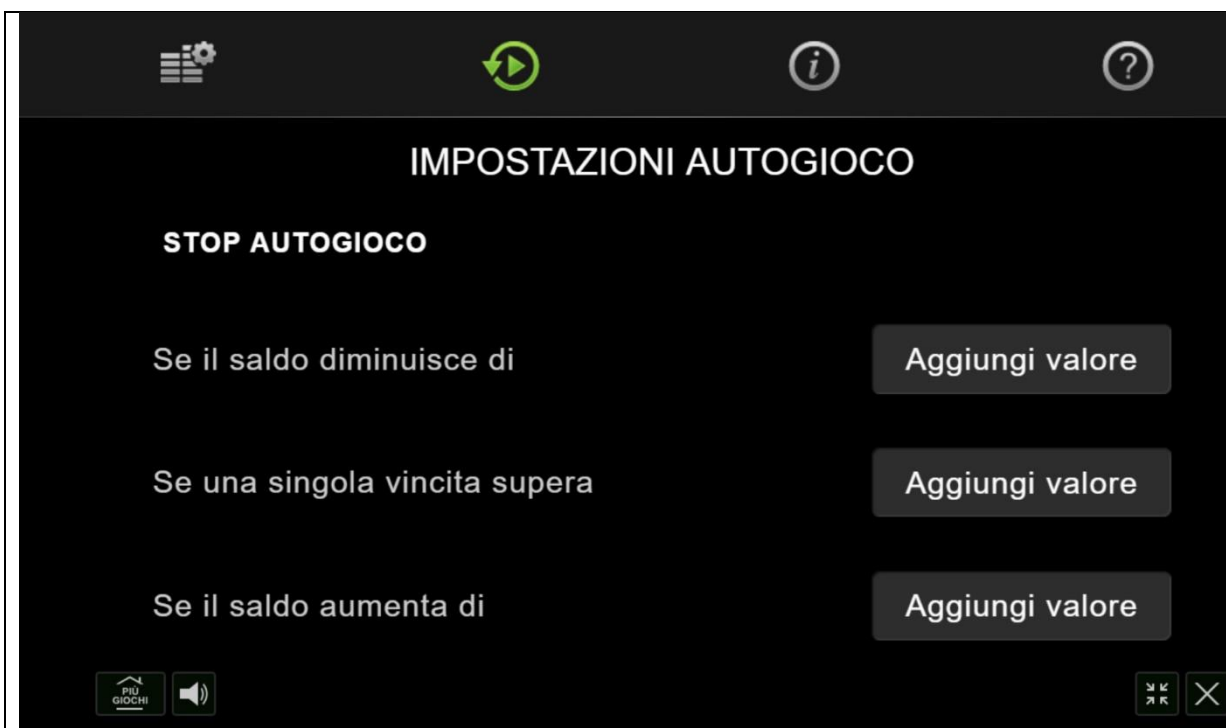 IMPOSTAZIONI AUTOGIOCO
STOP AUTOGIOCO
Se il saldo diminuisce di
Aggiungi valore
Se una singola vincita supera
Aggiungi valore
Se il saldo aumenta di
Aggiungi valore
PIÙ
GIOCHI